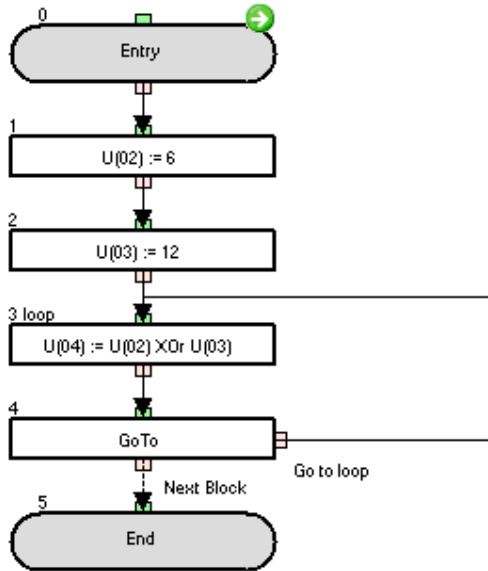 0
Entry
1
U(02) := 6
2
U(03) := 12
3 loop
U(04) := U(02) XOr U(03)
4
GoTo
Go to loop
Next Block
5
End